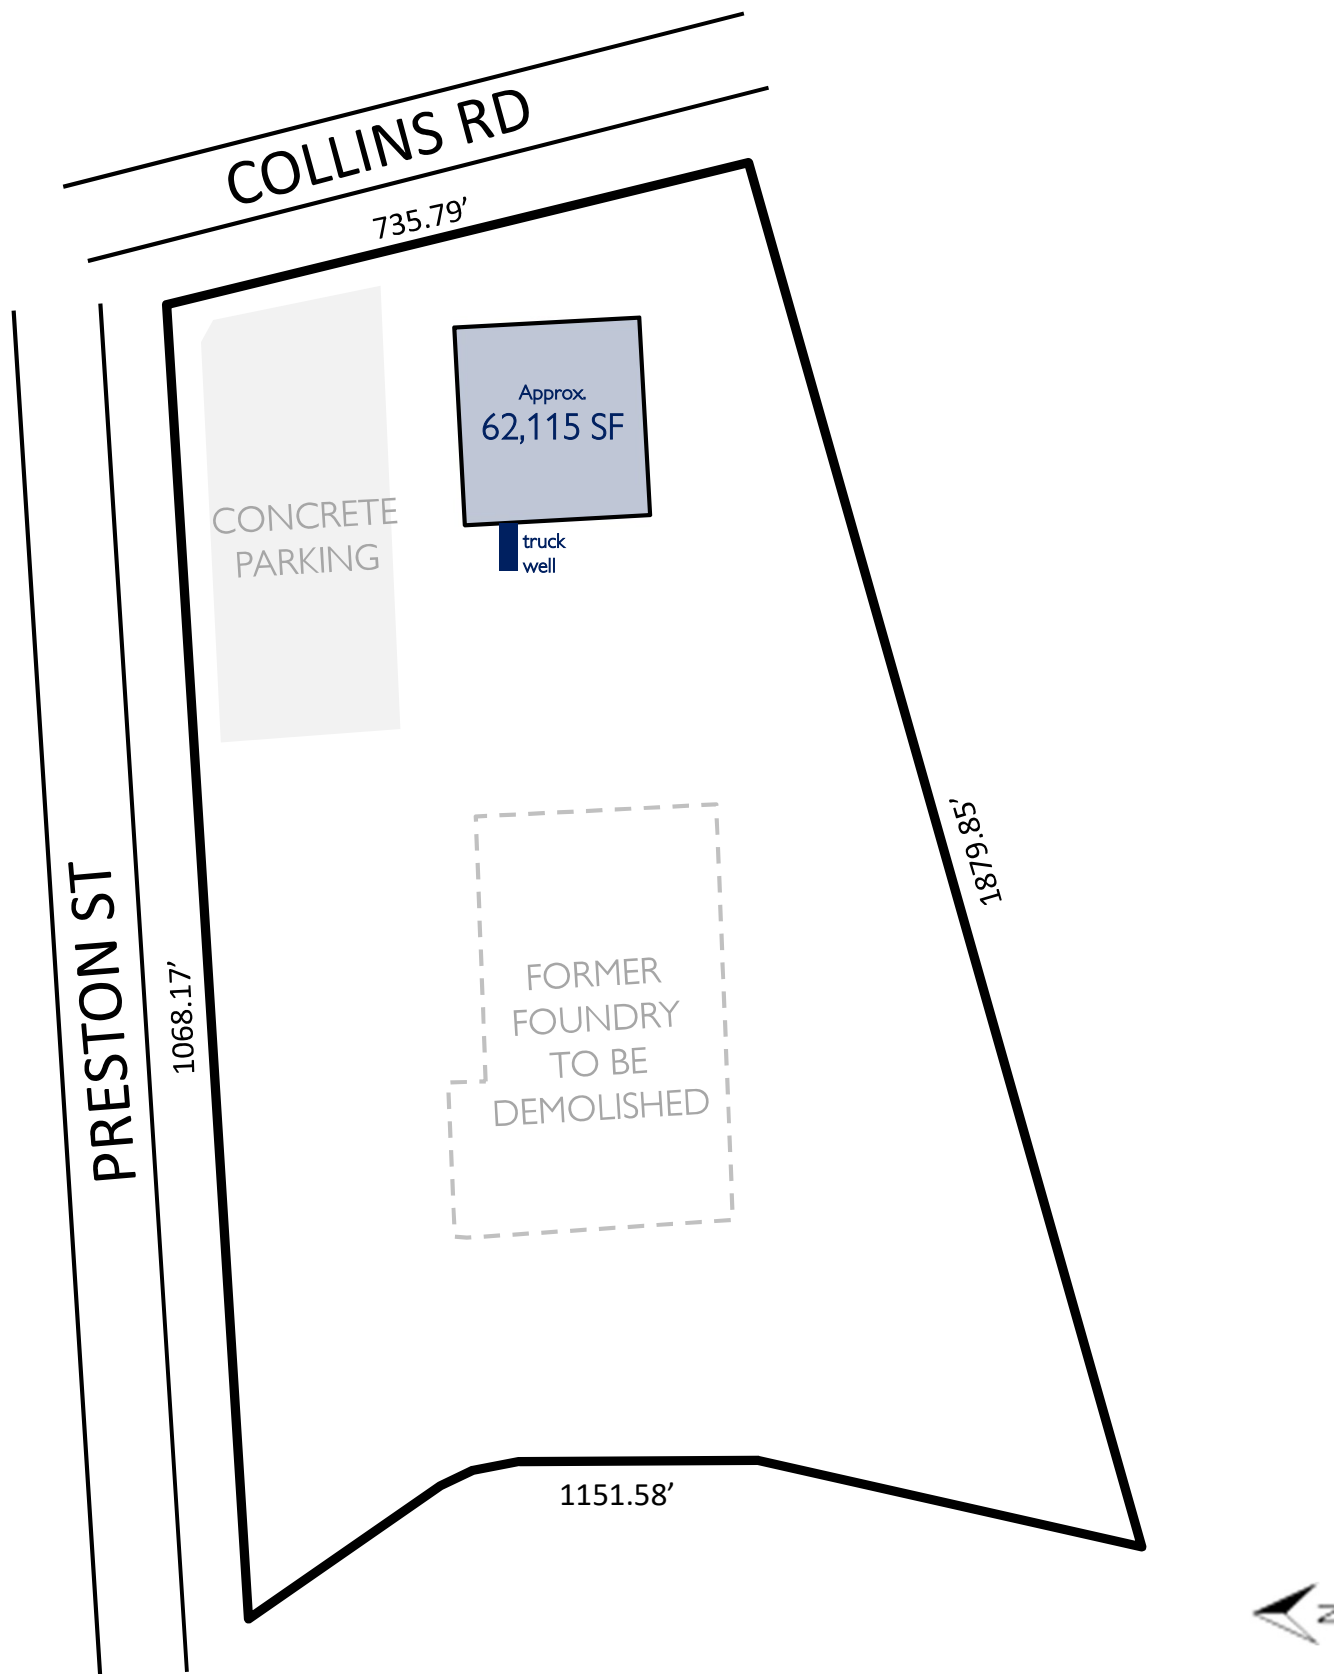 COLLINS RD
735.79’
Approx.
62,115 SF
CONCRETE
PARKING
truck
well
1879.85’
PRESTON ST
1068.17’
FORMER
FOUNDRY
TO BE
DEMOLISHED
1151.58’
N